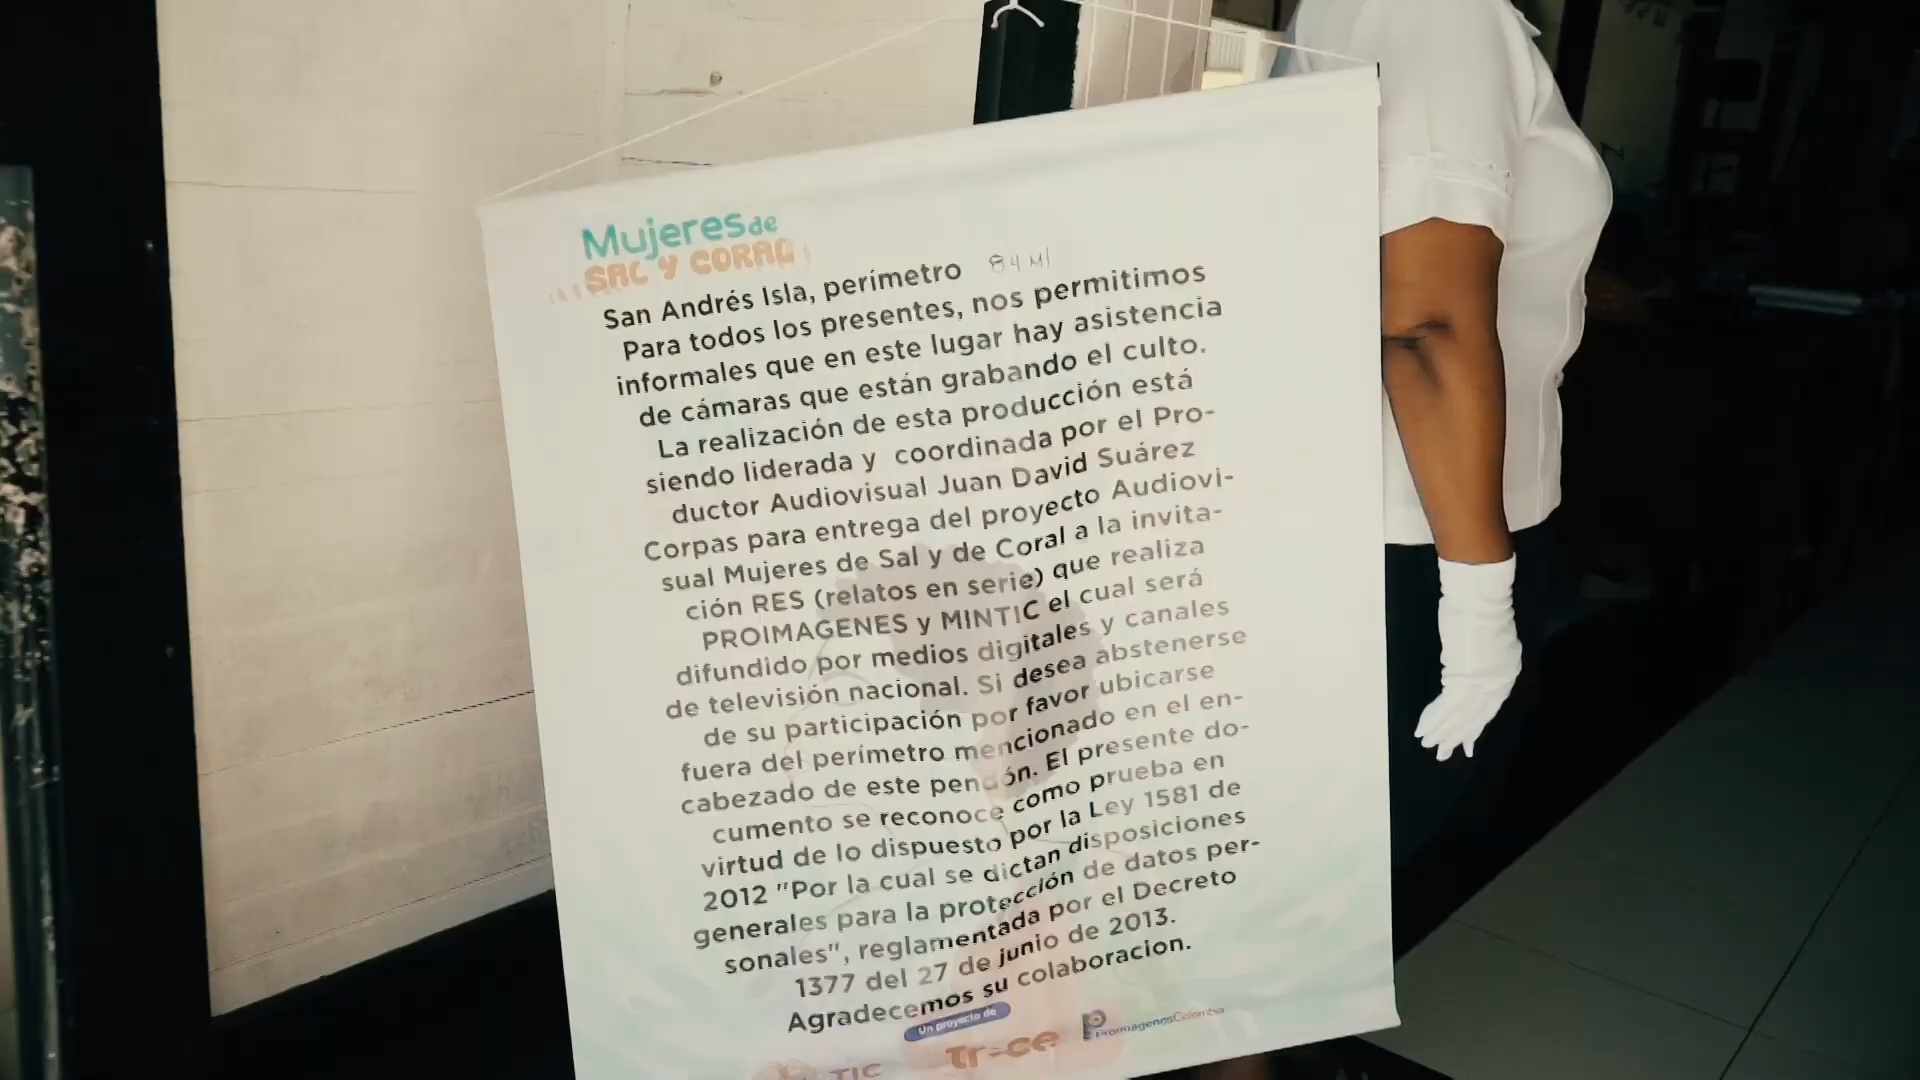 Mujeres de
SAL Y CORAL
San Andrés Isla, perímetro 84 Ml
Para todos los presentes, nos permitimos
informales que en este lugar hay asistencia
de cámaras que están grabando el culto.
La realización de esta producción está
siendo liderada y coordinada por el Pro-
ductor Audiovisual Juan David Suárez
Corpas para entrega del proyecto Audiovi-
sual Mujeres de Sal y de Coral a la invita-
ción RES (relatos en serie) que realiza
PROIMAGENES y MINTIC el cual será
difundido por medios digitales y canales
de televisión nacional. Si desea abstenerse
de su participación por favor ubicarse
fuera del perímetro mencionado en el en-
cabezado de este pendón. El presente do-
cumento se reconoce como prueba en
virtud de lo dispuesto por la Ley 1581 de
2012 "Por la cual se dictan disposiciones
generales para la protección de datos per-
sonales", reglamentada por el Decreto
1377 del 27 de junio de 2013.
Agradecemos su colaboracion.
Un proyecto de
TIC tr-ce ProimágenesColombia